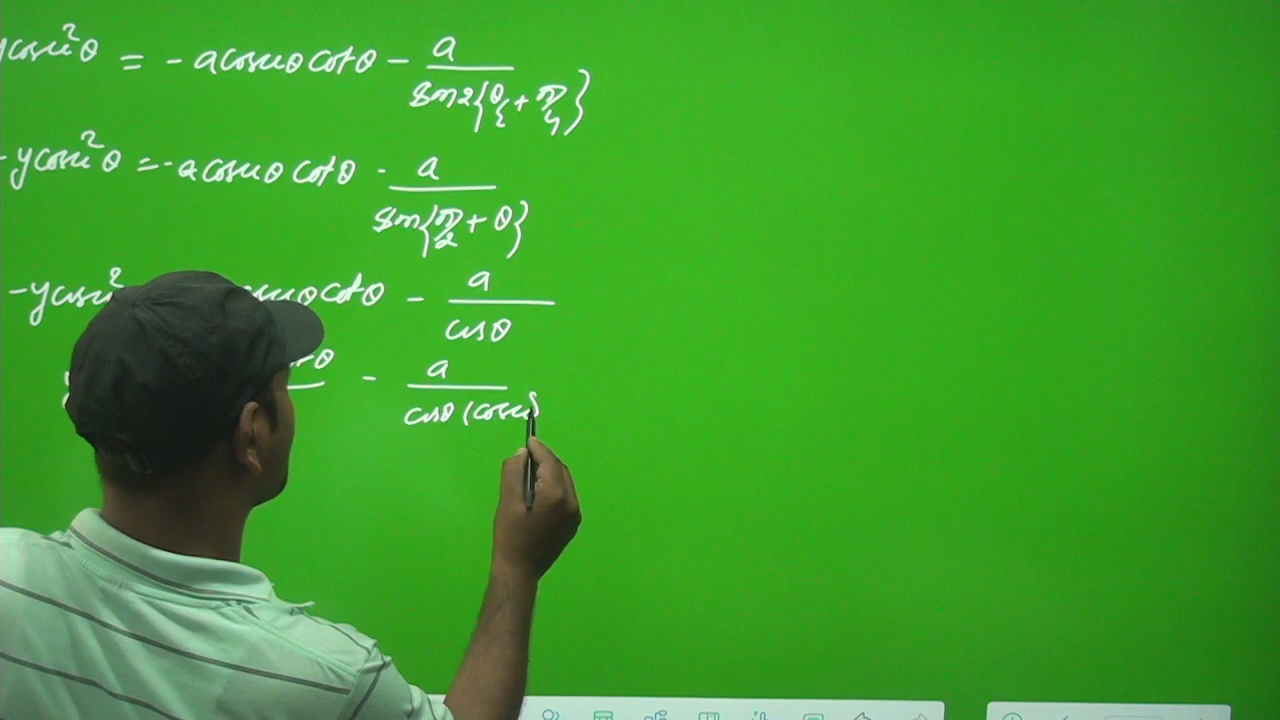 ycosec²θ = - a cosecθ cotθ - a / sin2{θ/2 + π/4}
-ycosec²θ = - a cosecθ cotθ - a / sin{π/2 + θ}
-ycosec² cosecθ cotθ - a / cosθ
- a / cosθ (cosec